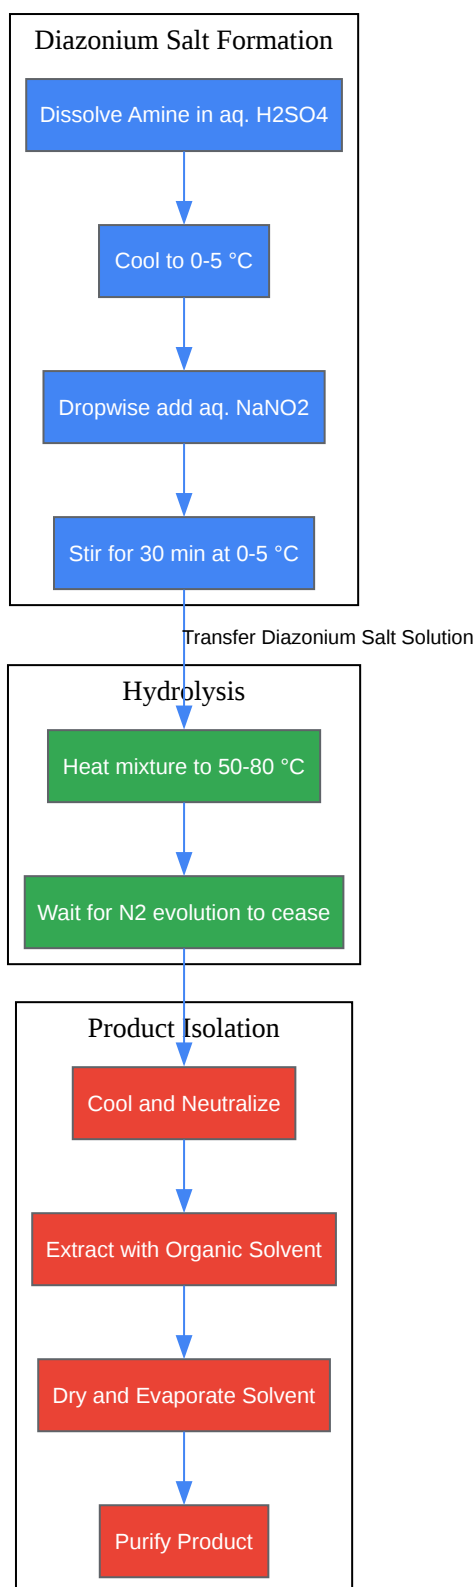 Diazonium Salt Formation
Dissolve Amine in aq. H2SO4
Cool to 0-5 °C
Dropwise add aq. NaNO2
Stir for 30 min at 0-5 °C
Transfer Diazonium Salt Solution
Hydrolysis
Heat mixture to 50-80 °C
Wait for N2 evolution to cease
Product Isolation
Cool and Neutralize
Extract with Organic Solvent
Dry and Evaporate Solvent
Purify Product